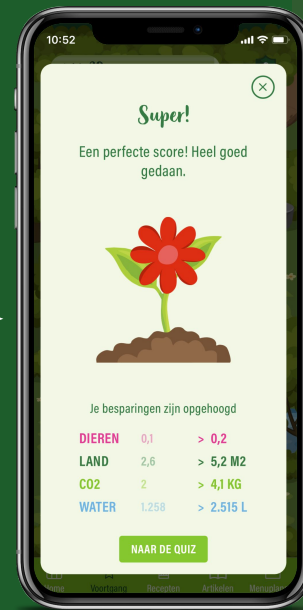 10:52
Super!
Een perfecte score! Heel goed
gedaan.
Je besparingen zijn opgehoogd
DIEREN 0,1 > 0,2
LAND 2,6 > 5,2 M2
CO2 2 > 4,1 KG
WATER 1.258 > 2.515 L
NAAR DE QUIZ
Home Voortgang Recepten Artikelen Menuplan